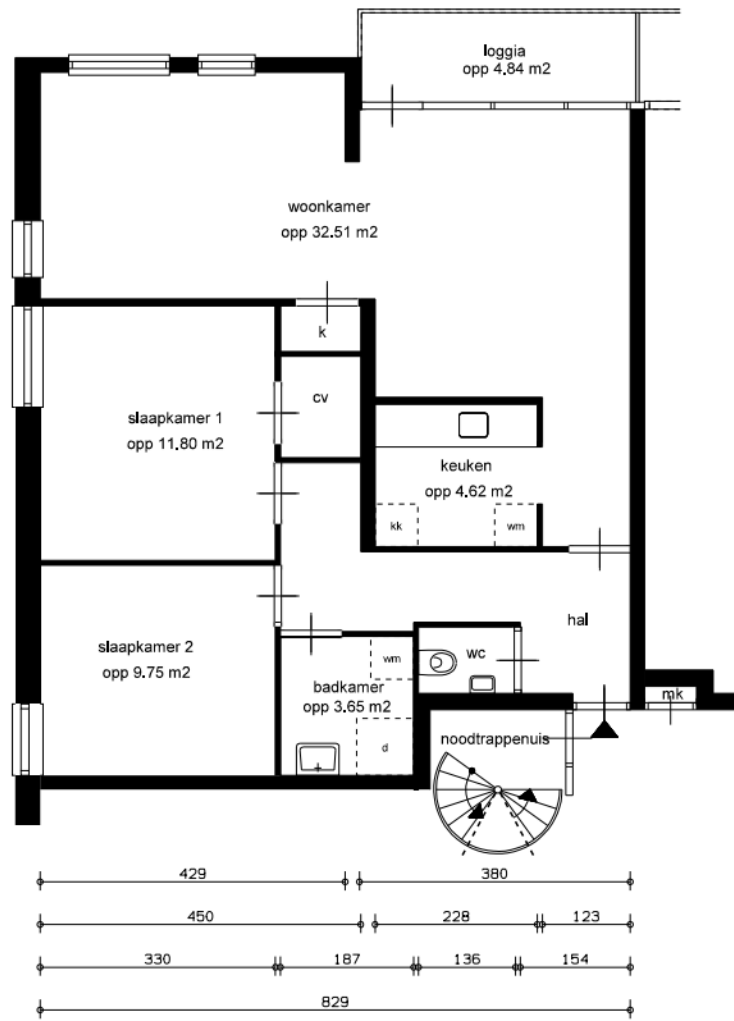 loggia
opp 4.84 m2
woonkamer
opp 32.51 m2
k
cv
slaapkamer 1
opp 11.80 m2
keuken
opp 4.62 m2
kk
wm
hal
slaapkamer 2
opp 9.75 m2
wm
wc
badkamer
opp 3.65 m2
mk
d
noodtrappenuis
429
380
450
228
123
330
187
136
154
829